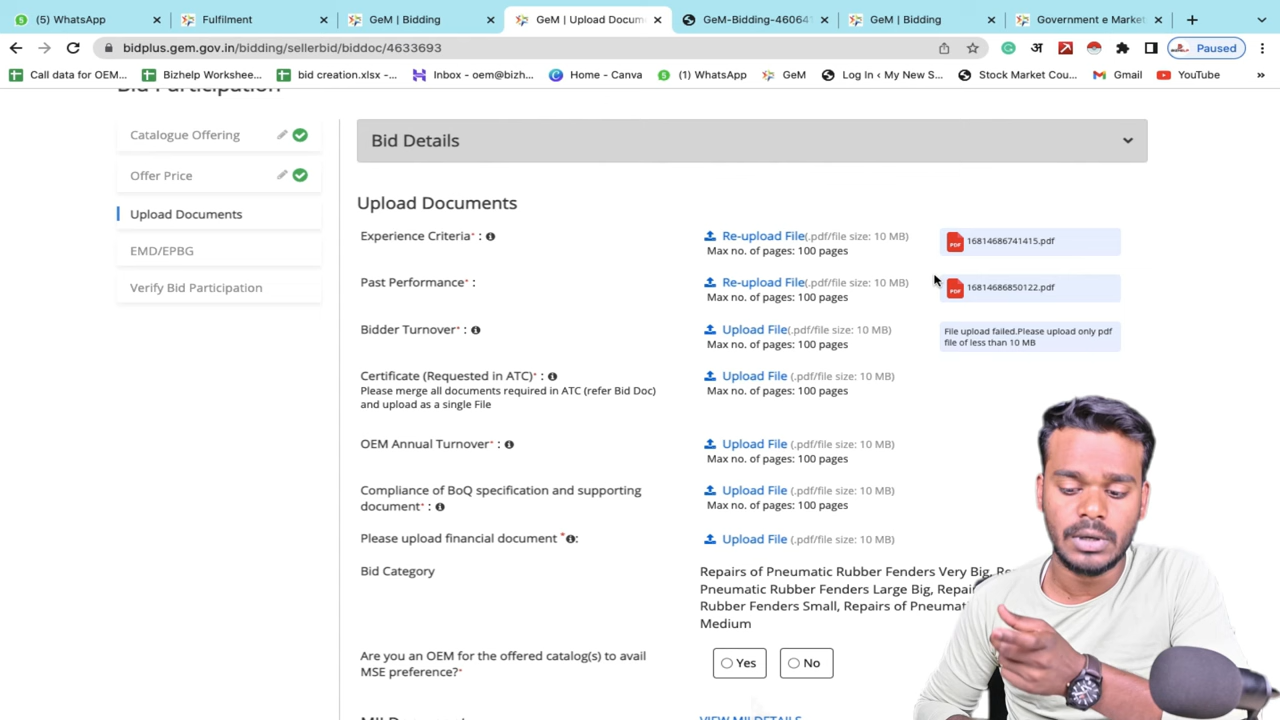 (5) WhatsApp
Fulfilment
GeM | Bidding
GeM | Upload Docum
GeM-Bidding-46064
GeM | Bidding
Government e Market
bidplus.gem.gov.in/bidding/sellerbid/biddoc/4633693
Paused
Call data for OEM...
Bizhelp Workshee...
bid creation.xlsx -...
Inbox - oem@bizh...
Home - Canva
(1) WhatsApp
GeM
Log In ‹ My New S...
Stock Market Cou...
Gmail
YouTube
»
Bid Participation
Catalogue Offering
Offer Price
Upload Documents
EMD/EPBG
Verify Bid Participation
Bid Details
Upload Documents
Experience Criteria* :
Re-upload File(.pdf/file size: 10 MB)
Max no. of pages: 100 pages
16814686741415.pdf
Past Performance* :
Re-upload File(.pdf/file size: 10 MB)
Max no. of pages: 100 pages
16814686850122.pdf
Bidder Turnover* :
Upload File(.pdf/file size: 10 MB)
Max no. of pages: 100 pages
File upload failed.Please upload only pdf
file of less than 10 MB
Certificate (Requested in ATC)* :
Please merge all documents required in ATC (refer Bid Doc)
and upload as a single File
Upload File (.pdf/file size: 10 MB)
Max no. of pages: 100 pages
OEM Annual Turnover* :
Upload File (.pdf/file size: 10 MB)
Max no. of pages: 100 pages
Compliance of BoQ specification and supporting
document* :
Upload File (.pdf/file size: 10 MB)
Max no. of pages: 100 pages
Please upload financial document * :
Upload File (.pdf/file size: 10 MB)
Bid Category
Repairs of Pneumatic Rubber Fenders Very Big,
Pneumatic Rubber Fenders Large Big,
Rubber Fenders Small, Repairs of
Medium
Are you an OEM for the offered catalog(s) to avail
MSE preference?*
Yes
No